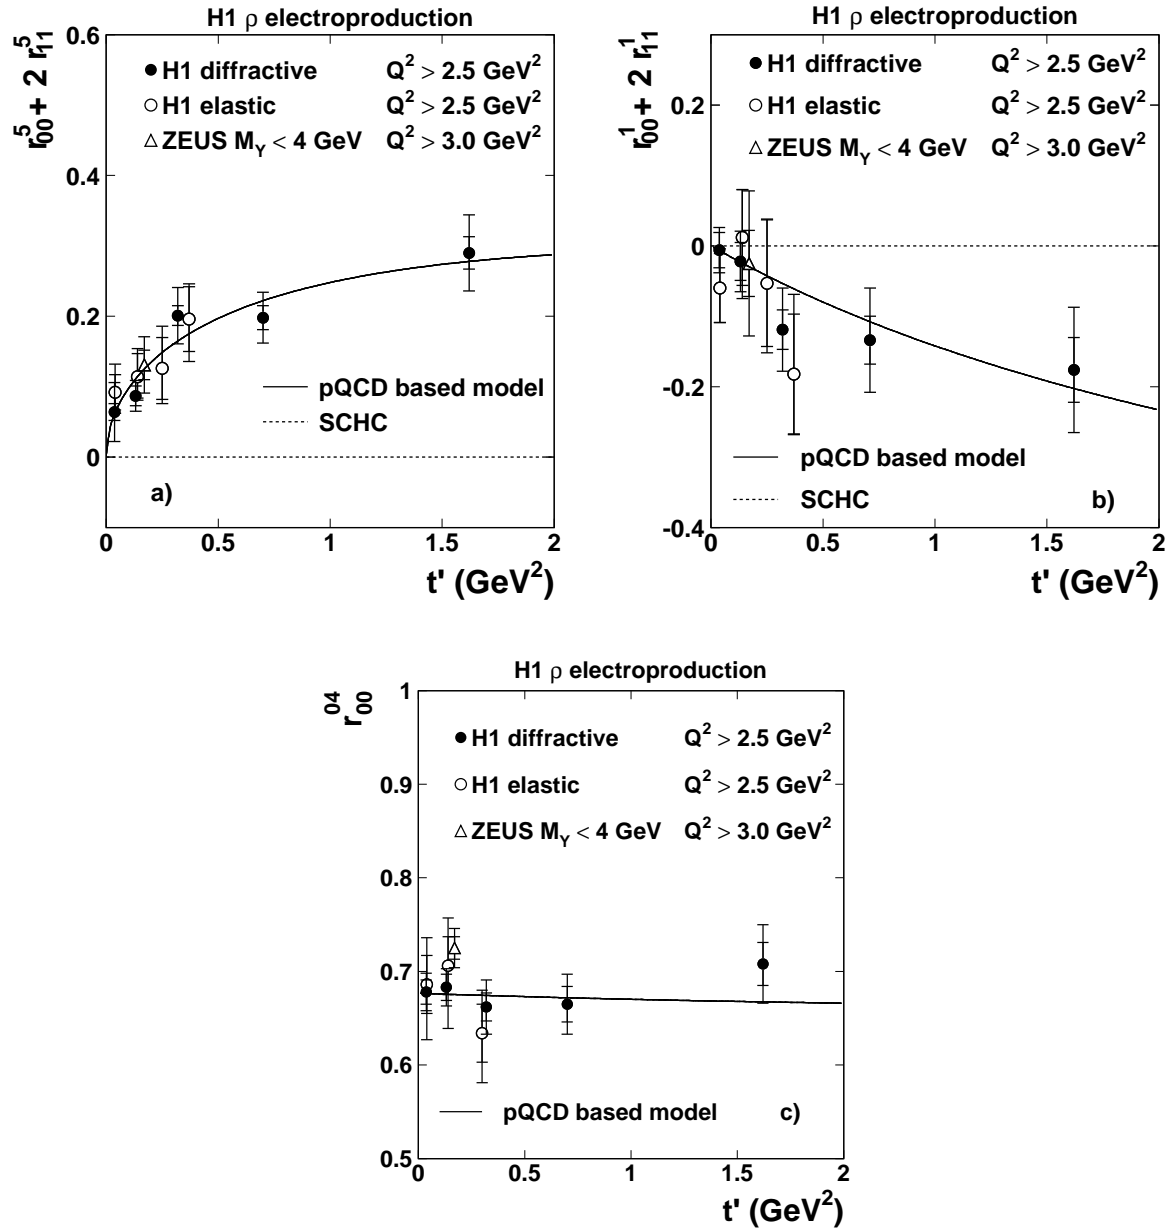 H1 ρ electroproduction
r⁵₀₀ + 2 r⁵₁₁
0.6
0.4
0.2
0
H1 diffractive Q² > 2.5 GeV²
H1 elastic Q² > 2.5 GeV²
ZEUS M_Y < 4 GeV Q² > 3.0 GeV²
pQCD based model
SCHC
a)
0 0.5 1 1.5 2
t' (GeV²)
H1 ρ electroproduction
r¹₀₀ + 2 r¹₁₁
0.2
0
-0.2
-0.4
H1 diffractive Q² > 2.5 GeV²
H1 elastic Q² > 2.5 GeV²
ZEUS M_Y < 4 GeV Q² > 3.0 GeV²
pQCD based model
SCHC
b)
0 0.5 1 1.5 2
t' (GeV²)
H1 ρ electroproduction
r⁰⁴₀₀
1
0.9
0.8
0.7
0.6
0.5
H1 diffractive Q² > 2.5 GeV²
H1 elastic Q² > 2.5 GeV²
ZEUS M_Y < 4 GeV Q² > 3.0 GeV²
pQCD based model c)
0 0.5 1 1.5 2
t' (GeV²)